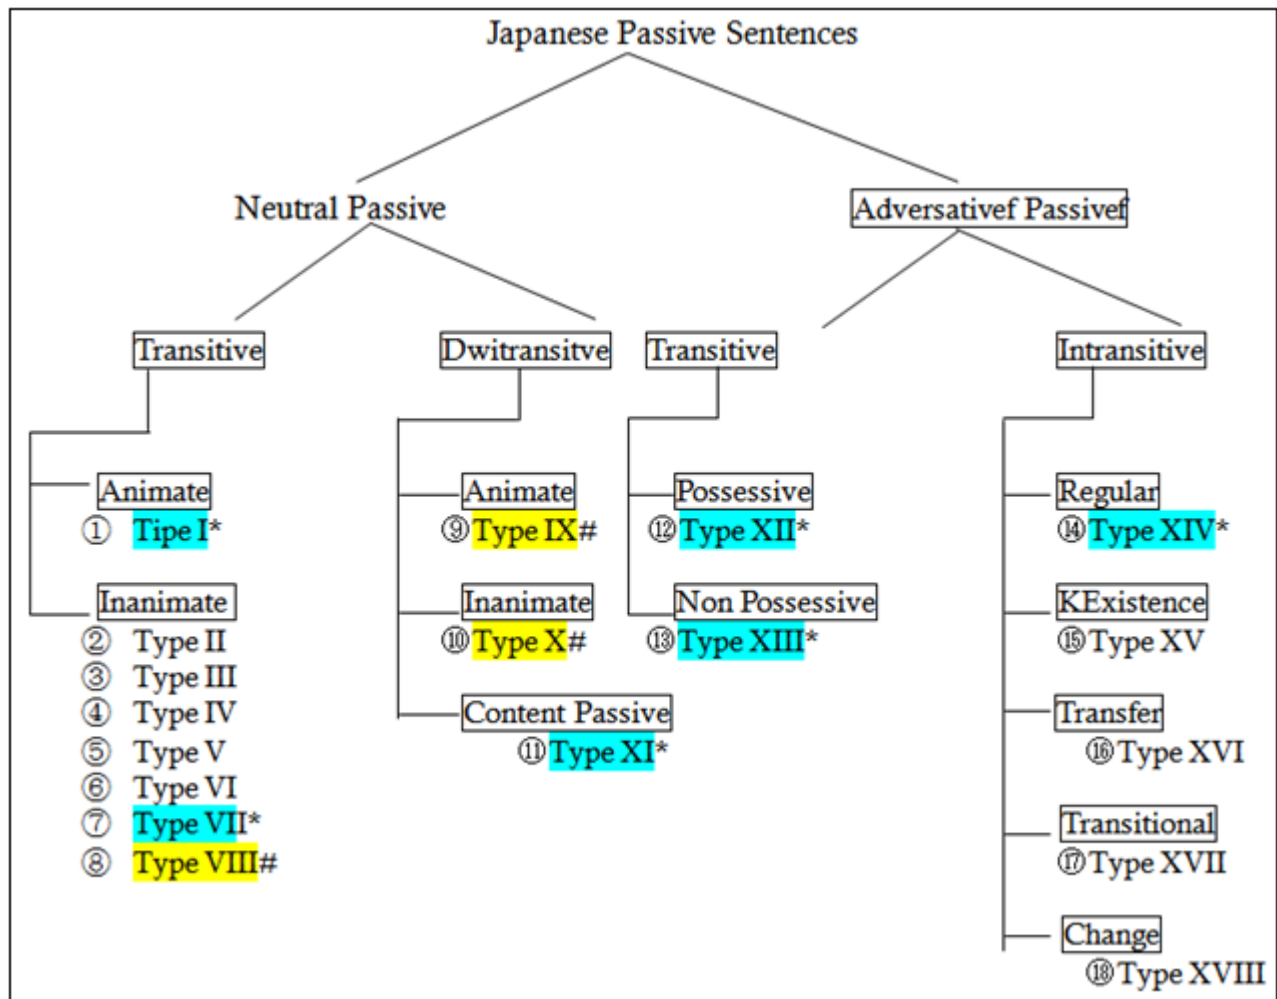 Japanese Passive Sentences
Neutral Passive
Adversativef Passivef
Transitive
Dwitransitve
Transitive
Intransitive
Animate
① Tipe I*
Inanimate
② Type II
③ Type III
④ Type IV
⑤ Type V
⑥ Type VI
⑦ Type VII*
⑧ Type VIII#
Animate
⑨ Type IX#
Inanimate
⑩ Type X#
Content Passive
⑪ Type XI*
Possessive
⑫ Type XII*
Non Possessive
⑬ Type XIII*
Regular
⑭ Type XIV*
KExistence
⑮ Type XV
Transfer
⑯ Type XVI
Transitional
⑰ Type XVII
Change
⑱ Type XVIII